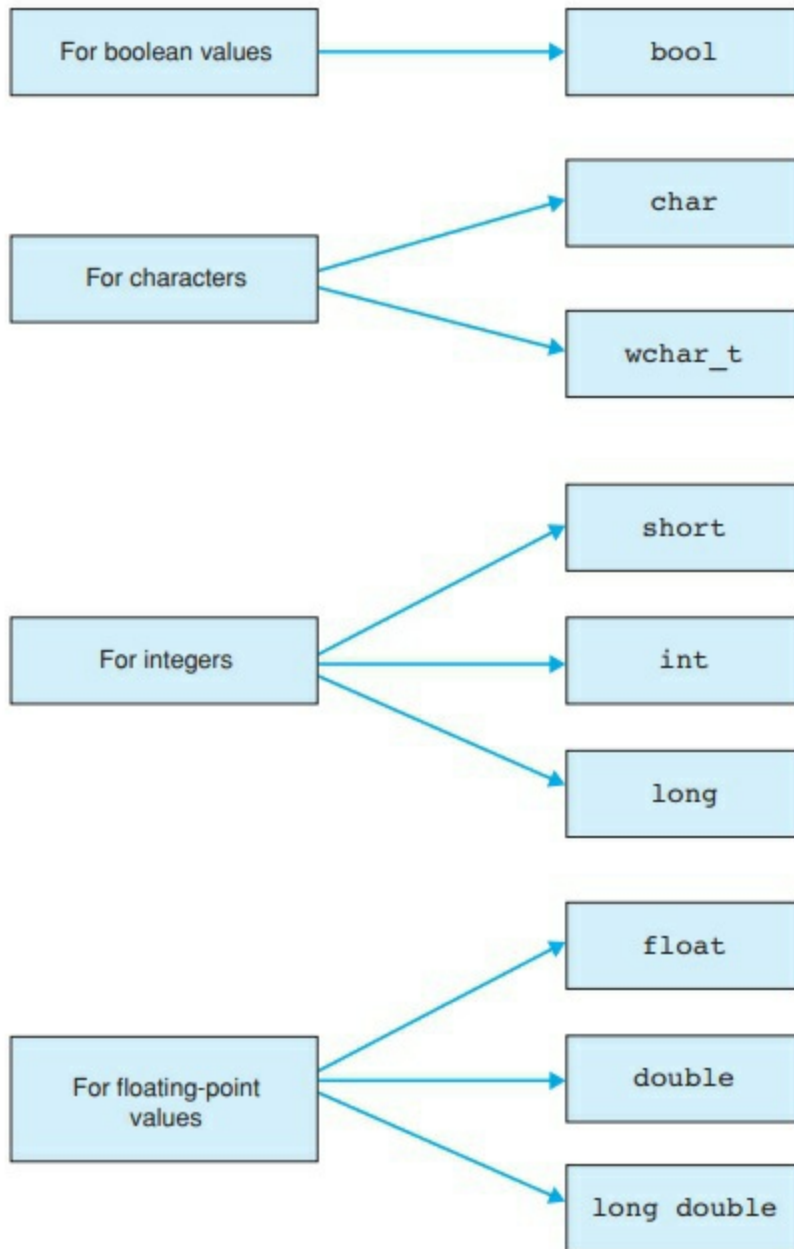 For boolean values
bool
For characters
char
wchar_t
For integers
short
int
long
For floating-point
values
float
double
long double